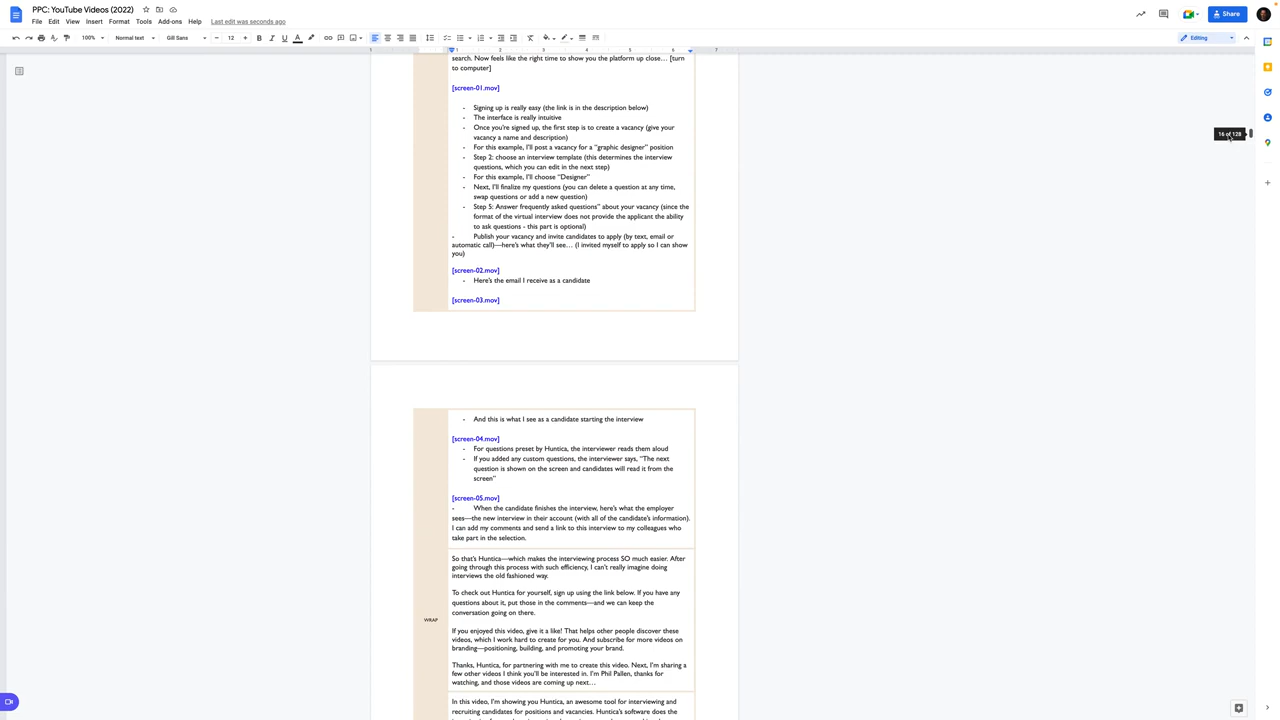 PPC: YouTube Videos (2022)
File Edit View Insert Format Tools Add-ons Help Last edit was seconds ago
Share
100% Normal text Gill Sans 12 B I U A Editing
1 1 2 3 4 5 6 7
search. Now feels like the right time to show you the platform up close… [turn
to computer]
[screen-01.mov]
- Signing up is really easy (the link is in the description below)
- The interface is really intuitive
- Once you're signed up, the first step is to create a vacancy (give your
vacancy a name and description)
- For this example, I'll post a vacancy for a "graphic designer" position
- Step 2: choose an interview template (this determines the interview
questions, which you can edit in the next step)
- For this example, I'll choose "Designer"
- Next, I'll finalize my questions (you can delete a question at any time,
swap questions or add a new question)
- Step 5: Answer frequently asked questions" about your vacancy (since the
format of the virtual interview does not provide the applicant the ability
to ask questions - this part is optional)
- Publish your vacancy and invite candidates to apply (by text, email or
automatic call)—here's what they'll see… (I invited myself to apply so I can show
you)
[screen-02.mov]
- Here's the email I receive as a candidate
[screen-03.mov]
16 of 128
- And this is what I see as a candidate starting the interview
[screen-04.mov]
- For questions preset by Huntica, the interviewer reads them aloud
- If you added any custom questions, the interviewer says, "The next
question is shown on the screen and candidates will read it from the
screen"
[screen-05.mov]
- When the candidate finishes the interview, here's what the employer
sees—the new interview in their account (with all of the candidate's information).
I can add my comments and send a link to this interview to my colleagues who
take part in the selection.
So that's Huntica—which makes the interviewing process SO much easier. After
going through this process with such efficiency, I can't really imagine doing
interviews the old fashioned way.
To check out Huntica for yourself, sign up using the link below. If you have any
questions about it, put those in the comments—and we can keep the
conversation going on there.
WRAP
If you enjoyed this video, give it a like! That helps other people discover these
videos, which I work hard to create for you. And subscribe for more videos on
branding—positioning, building, and promoting your brand.
Thanks, Huntica, for partnering with me to create this video. Next, I'm sharing a
few other videos I think you'll be interested in. I'm Phil Pallen, thanks for
watching, and those videos are coming up next…
In this video, I'm showing you Huntica, an awesome tool for interviewing and
recruiting candidates for positions and vacancies. Huntica's software does the